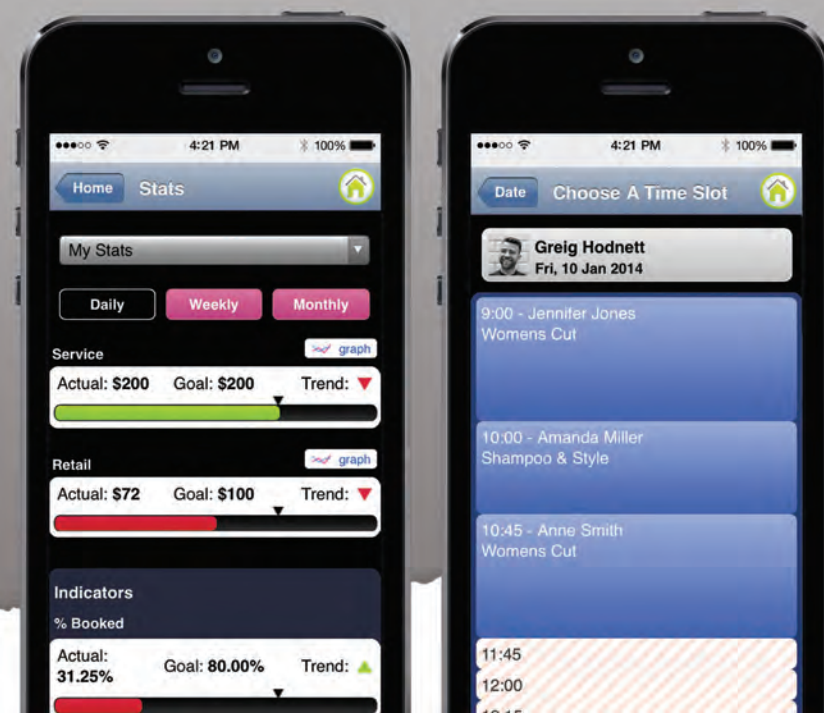 4:21 PM
100%
Home
Stats
My Stats
Daily
Weekly
Monthly
Service
graph
Actual: $200
Goal: $200
Trend:
Retail
graph
Actual: $72
Goal: $100
Trend:
Indicators
% Booked
Actual:
31.25%
Goal: 80.00%
Trend:
4:21 PM
100%
Date
Choose A Time Slot
Greig Hodnett
Fri, 10 Jan 2014
9:00 - Jennifer Jones
Womens Cut
10:00 - Amanda Miller
Shampoo & Style
10:45 - Anne Smith
Womens Cut
11:45
12:00